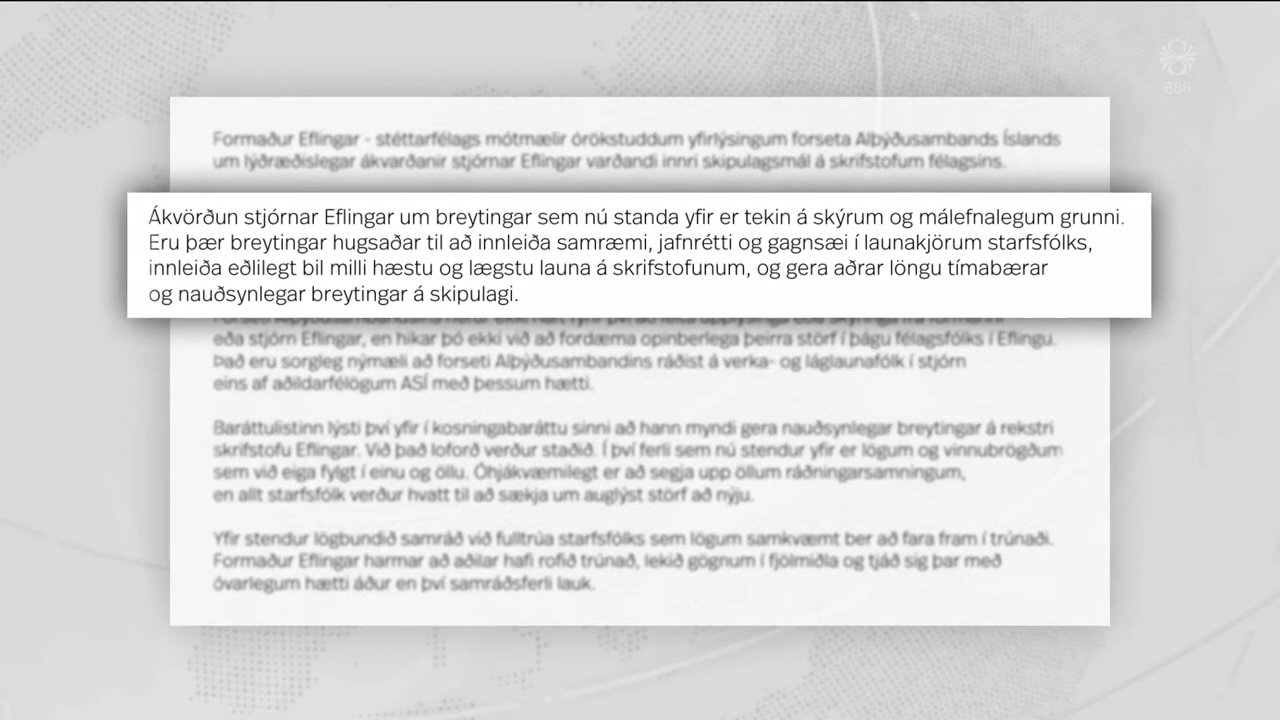 888
Formaður Eflingar - stéttarfélags mótmælir órökstuddum yfirlýsingum forseta Alþýðusambands Íslands
um lýðræðislegar ákvarðanir stjórnar Eflingar varðandi innri skipulagsmál á skrifstofum félagsins.
Ákvörðun stjórnar Eflingar um breytingar sem nú standa yfir er tekin á skýrum og málefnalegum grunni.
Eru þær breytingar hugsaðar til að innleiða samræmi, jafnrétti og gagnsæi í launakjörum starfsfólks,
innleiða eðlilegt bil milli hæstu og lægstu launa á skrifstofunum, og gera aðrar löngu tímabærar
og nauðsynlegar breytingar á skipulagi.
eða stjórn Eflingar, en hikar þó ekki við að fordæma opinberlega þeirra störf í þágu félagsfólks í Eflingu.
Það eru sorgleg nýmæli að forseti Alþýðusambandins ráðist á verka- og láglaunafólk í stjórn
eins af aðildarfélögum ASÍ með þessum hætti.
Baráttulistinn lýsti því yfir í kosningabaráttu sinni að hann myndi gera nauðsynlegar breytingar á rekstri
skrifstofu Eflingar. Við það loforð verður staðið. Í því ferli sem nú stendur yfir er lögum og vinnubrögðum
sem við eiga fylgt í einu og öllu. Óhjákvæmilegt er að segja upp öllum ráðningarsamningum,
en allt starfsfólk verður hvatt til að sækja um auglýst störf að nýju.
Yfir stendur lögbundið samráð við fulltrúa starfsfólks sem lögum samkvæmt ber að fara fram í trúnaði.
Formaður Eflingar harmar að aðilar hafi rofið trúnað, lekið gögnum í fjölmiðla og tjáð sig þar með
óvarlegum hætti áður en því samráðsferli lauk.